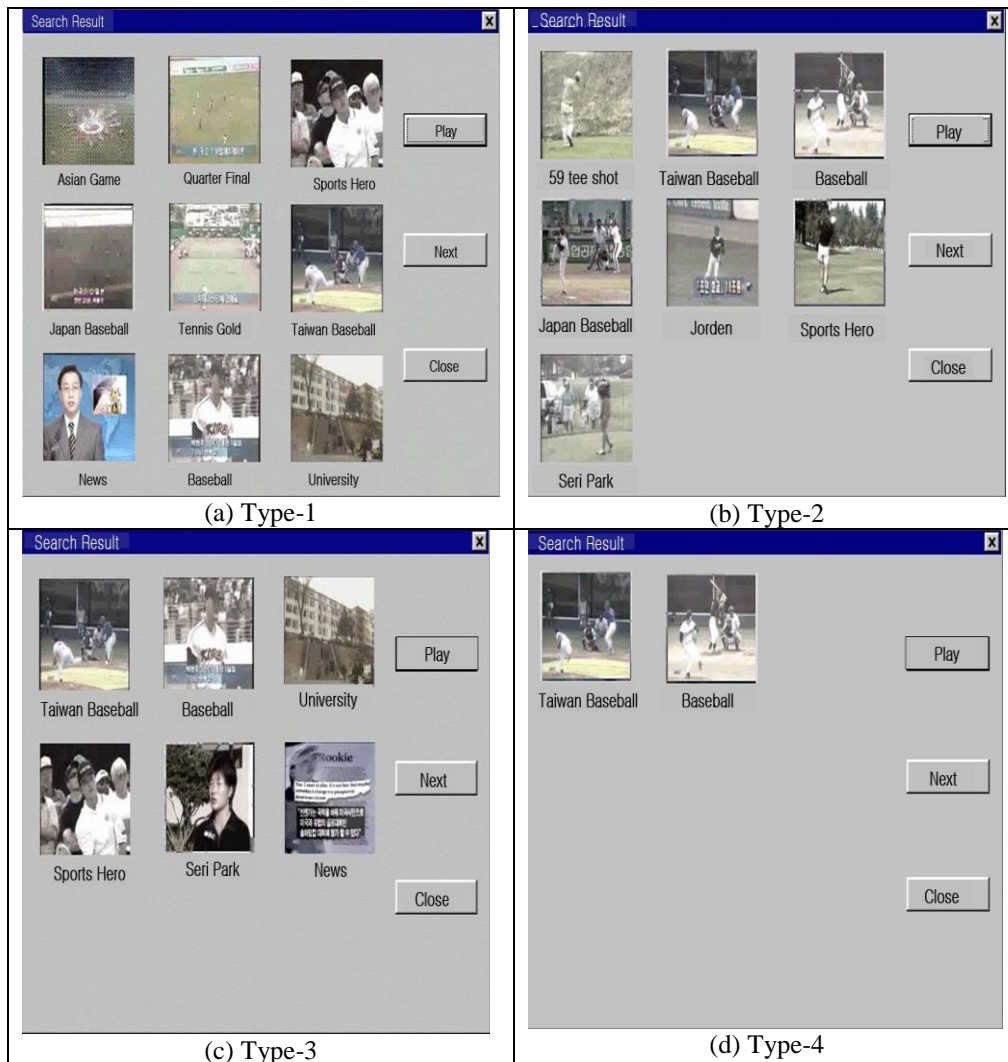 Search Result
Asian Game
Quarter Final
Sports Hero
Play
Japan Baseball
Tennis Gold
Taiwan Baseball
Next
KOREA
News
Baseball
University
Close
(a) Type-1
Search Result
59 tee shot
Taiwan Baseball
Baseball
Play
Japan Baseball
Jorden
Sports Hero
Next
Seri Park
Close
(b) Type-2
Search Result
Taiwan Baseball
Baseball
University
Play
Rookie
Sports Hero
Seri Park
News
Next
Close
(c) Type-3
Search Result
Taiwan Baseball
Baseball
Play
Next
Close
(d) Type-4